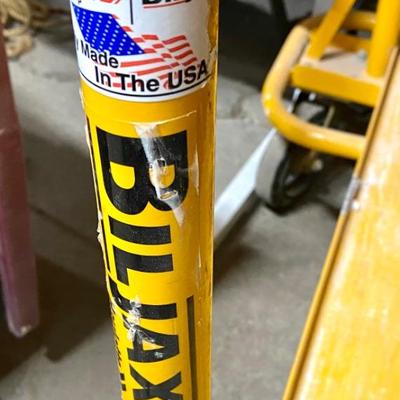 Made
In The USA
BILJAX